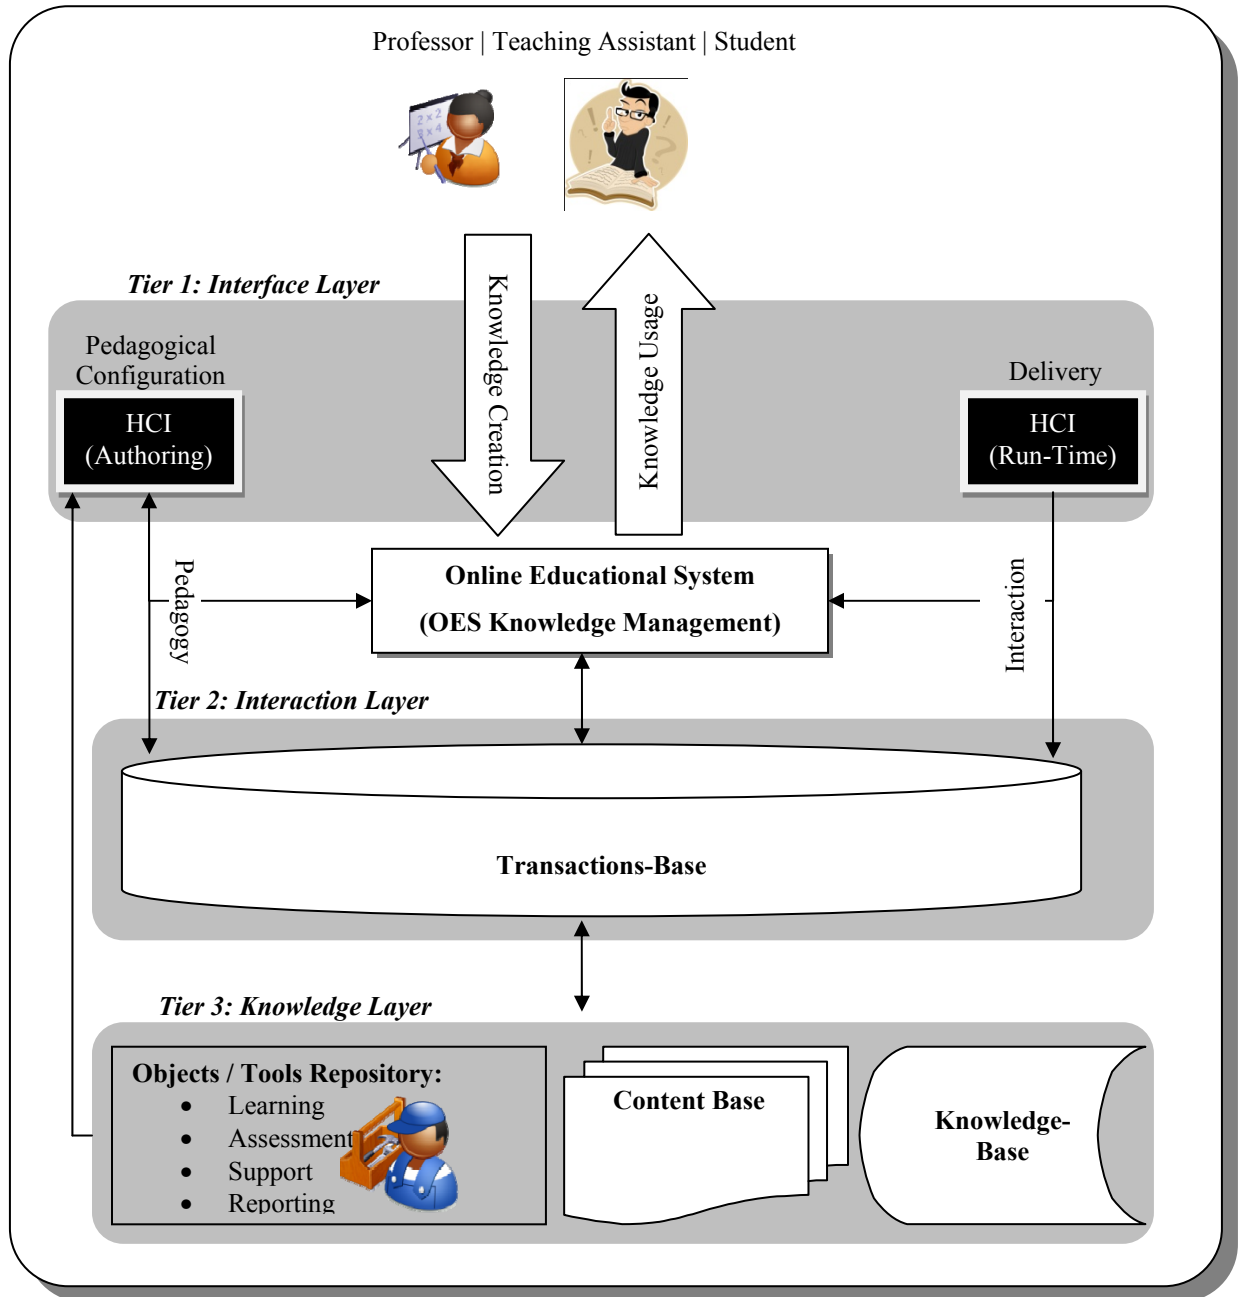 Professor | Teaching Assistant | Student
2 x 2
Tier 1: Interface Layer
Knowledge Creation
Knowledge Usage
Pedagogical
Configuration
HCI
(Authoring)
Delivery
HCI
(Run-Time)
Pedagogy
Online Educational System
(OES Knowledge Management)
Interaction
Tier 2: Interaction Layer
Transactions-Base
Tier 3: Knowledge Layer
Objects / Tools Repository:
• Learning
• Assessment
• Support
• Reporting
Content Base
Knowledge-
Base